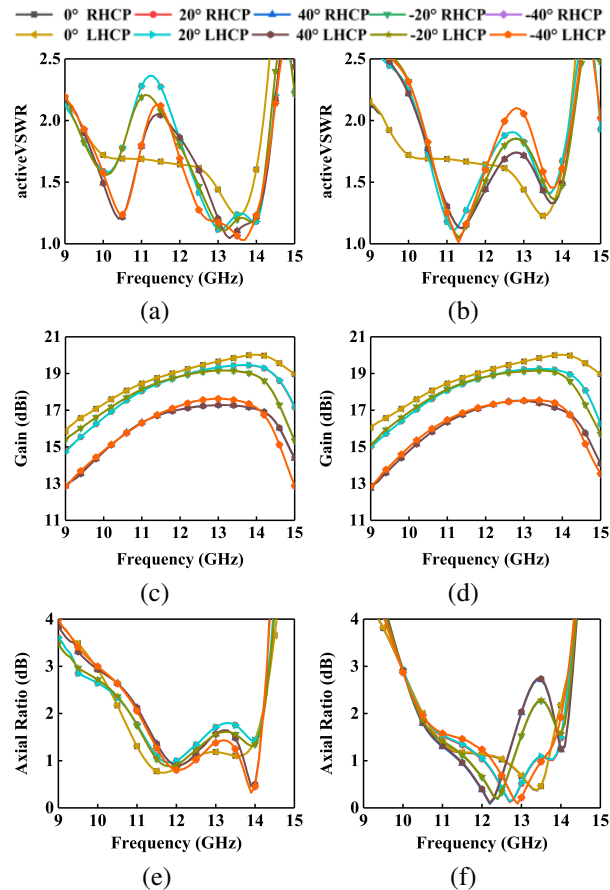 0° RHCP 20° RHCP 40° RHCP -20° RHCP -40° RHCP
0° LHCP 20° LHCP 40° LHCP -20° LHCP -40° LHCP
2.5
2.0
1.5
1.0
activeVSWR
9 10 11 12 13 14 15
Frequency (GHz)
(a)
2.5
2.0
1.5
1.0
activeVSWR
9 10 11 12 13 14 15
Frequency (GHz)
(b)
21
19
17
15
13
11
Gain (dBi)
9 10 11 12 13 14 15
Frequency (GHz)
(c)
21
19
17
15
13
11
Gain (dBi)
9 10 11 12 13 14 15
Frequency (GHz)
(d)
4
3
2
1
0
Axial Ratio (dB)
9 10 11 12 13 14 15
Frequency (GHz)
(e)
4
3
2
1
0
Axial Ratio (dB)
9 10 11 12 13 14 15
Frequency (GHz)
(f)